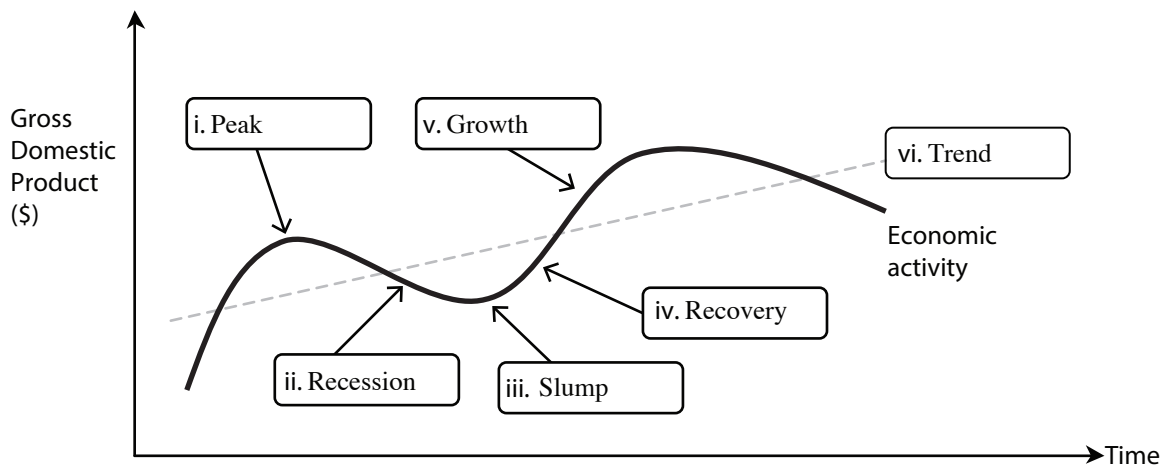 Gross
Domestic
Product
($)
i. Peak
v. Growth
vi. Trend
Economic
activity
iv. Recovery
ii. Recession
iii. Slump
Time